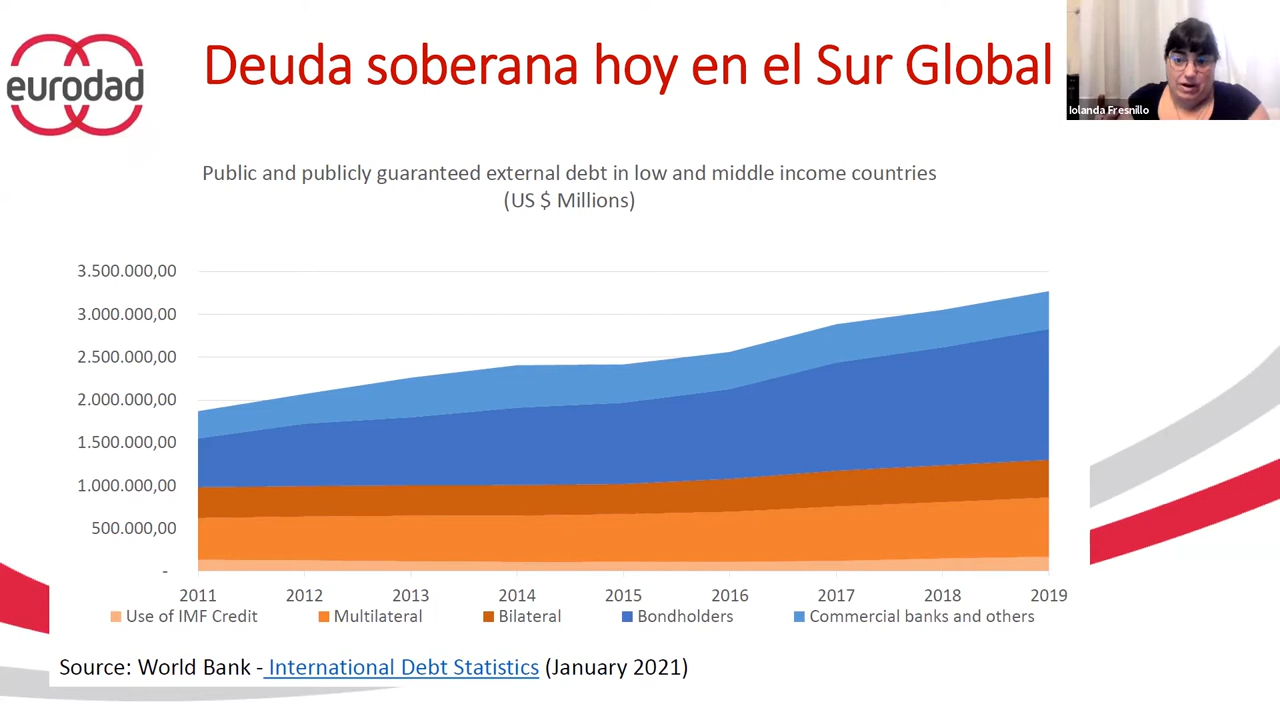 eurodad
Deuda soberana hoy en el Sur Global
Iolanda Fresnillo
Public and publicly guaranteed external debt in low and middle income countries
(US $ Millions)
3.500.000,00
3.000.000,00
2.500.000,00
2.000.000,00
1.500.000,00
1.000.000,00
500.000,00
-
2011 2012 2013 2014 2015 2016 2017 2018 2019
Use of IMF Credit Multilateral Bilateral Bondholders Commercial banks and others
Source: World Bank - International Debt Statistics (January 2021)